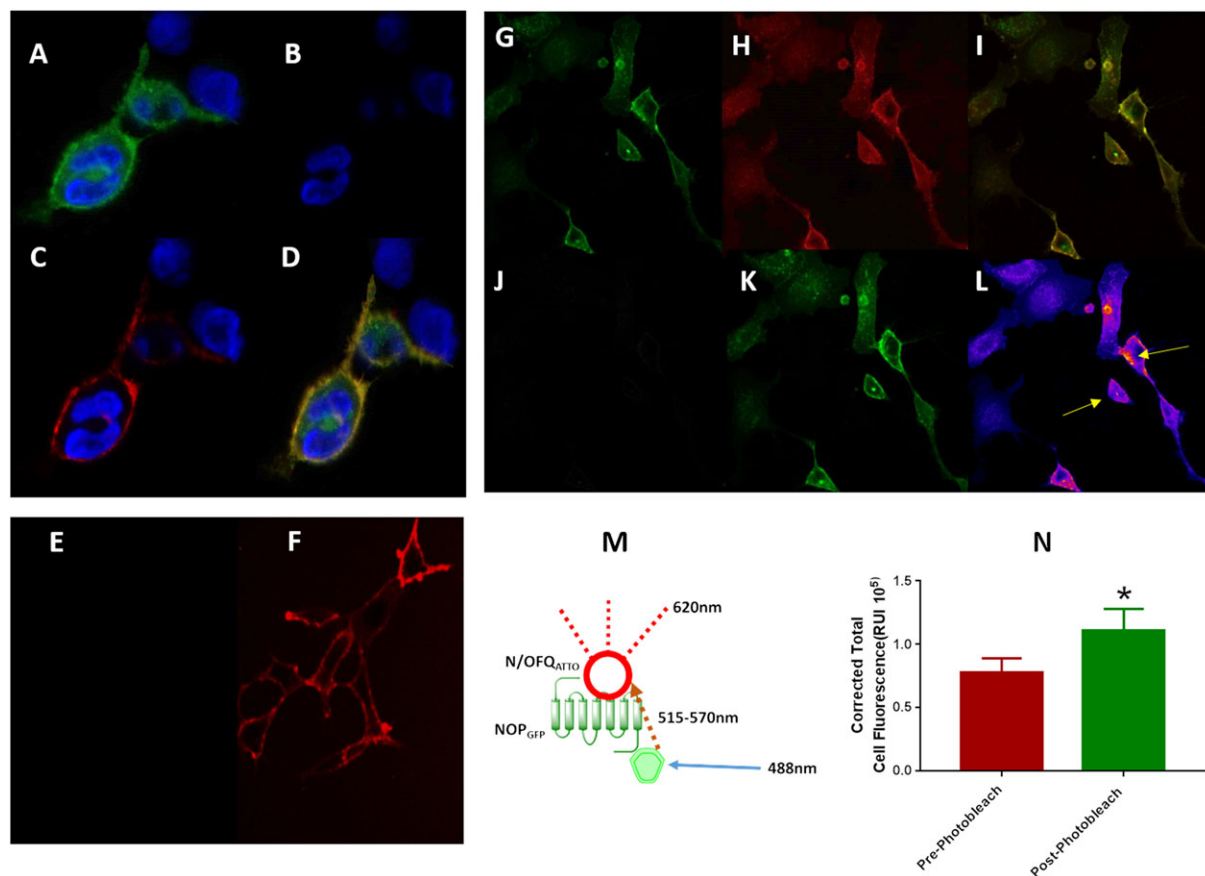 A
B
C
D
G
H
I
J
K
L
E
F
M
620nm
N/OFQATTO
515-570nm
NOPGFP
488nm
N
Corrected Total
Cell Fluorescence(RUI 10⁵)
1.5
1.0
0.5
0.0
*
Pre-Photobleach
Post-Photobleach